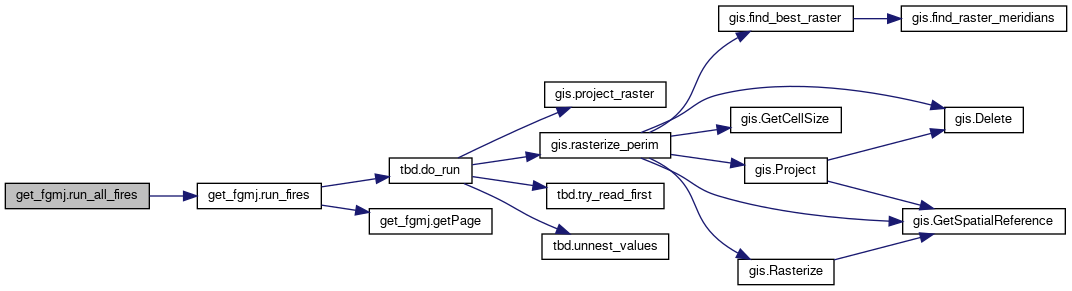 get_fgmj.run_all_fires
get_fgmj.run_fires
tbd.do_run
get_fgmj.getPage
gis.project_raster
gis.rasterize_perim
tbd.try_read_first
tbd.unnest_values
gis.find_best_raster
gis.GetCellSize
gis.Project
gis.Rasterize
gis.find_raster_meridians
gis.Delete
gis.GetSpatialReference